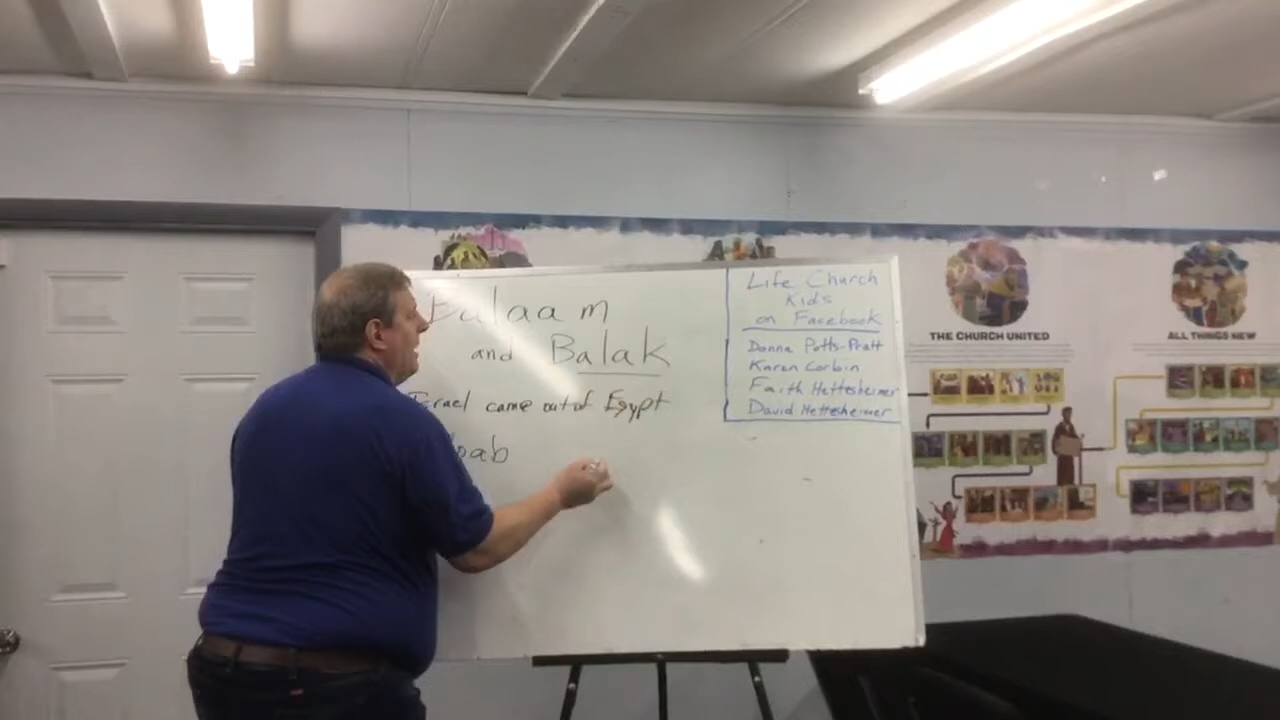 Balaam
and Balak
Israel came out of Egypt
Moab
Life Church
Kids
on Facebook
Donna Potts-Pratt
Karen Corbin
Faith Hettesheimer
David Hettesheimer
THE CHURCH UNITED
ALL THINGS NEW